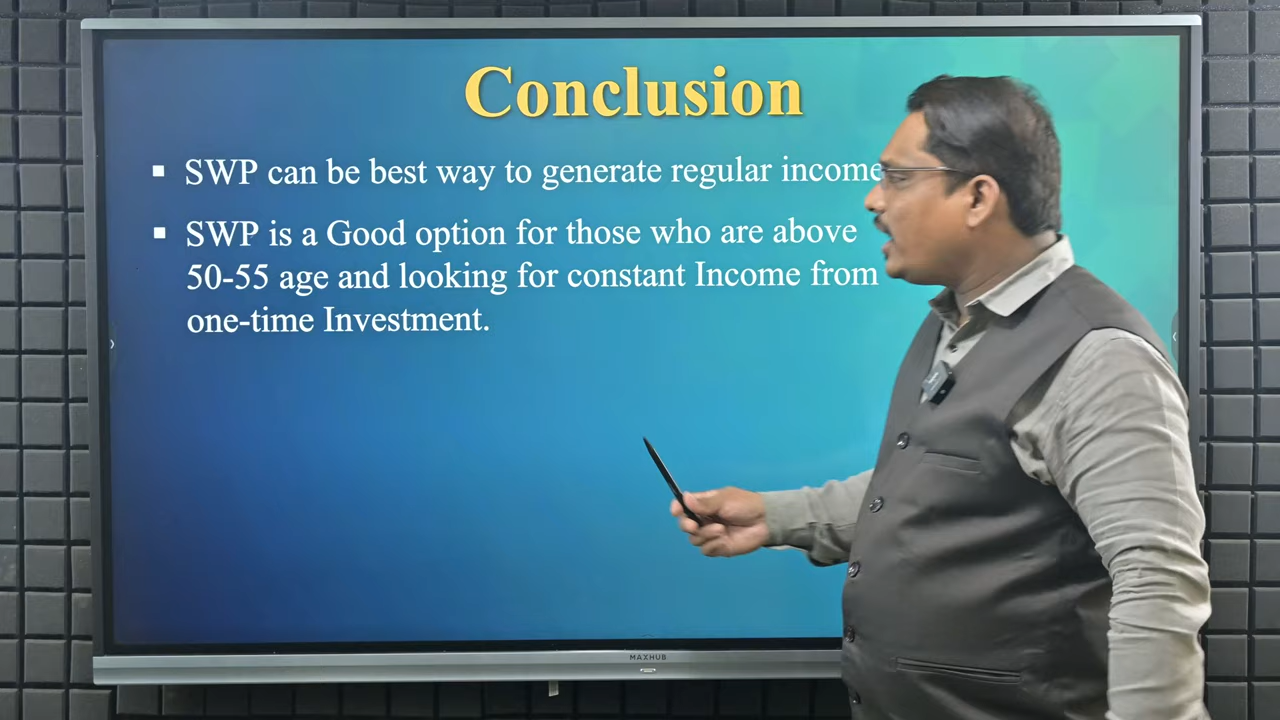 Conclusion
▪ SWP can be best way to generate regular income
▪ SWP is a Good option for those who are above
50-55 age and looking for constant Income from
one-time Investment.
MAXHUB